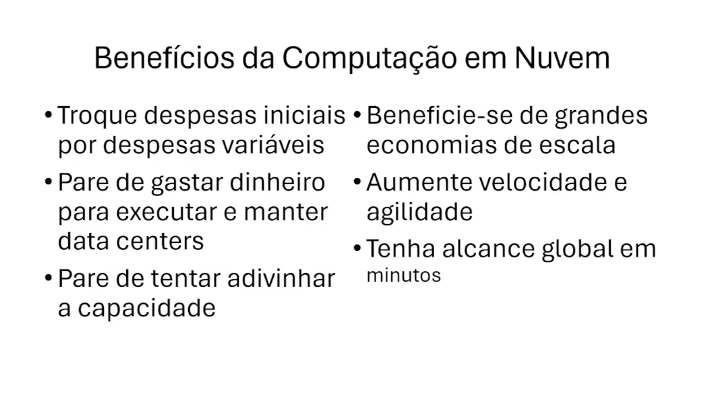 Benefícios da Computação em Nuvem
• Troque despesas iniciais
por despesas variáveis
• Pare de gastar dinheiro
para executar e manter
data centers
• Pare de tentar adivinhar
a capacidade
• Beneficie-se de grandes
economias de escala
• Aumente velocidade e
agilidade
• Tenha alcance global em
minutos